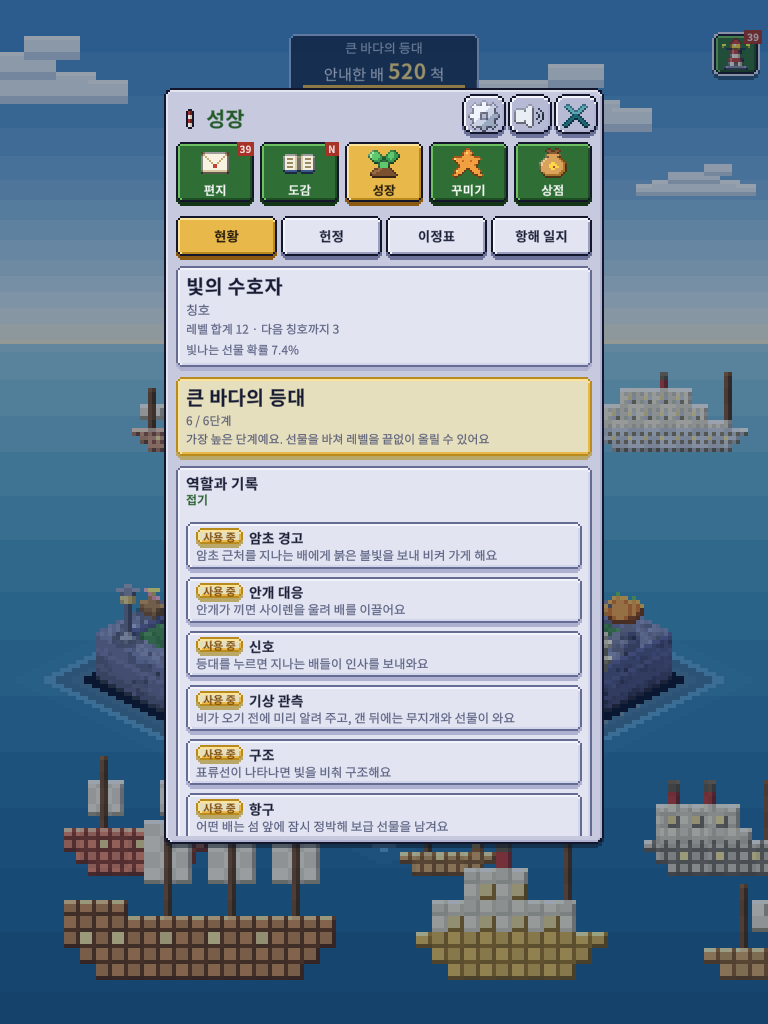 큰 바다의 등대
안내한 배 520 척
39
성장
39
편지
N
도감
성장
꾸미기
상점
현황
헌정
이정표
항해 일지
빛의 수호자
칭호
레벨 합계 12 · 다음 칭호까지 3
빛나는 선물 확률 7.4%
큰 바다의 등대
6 / 6단계
가장 높은 단계예요. 선물을 바쳐 레벨을 끝없이 올릴 수 있어요
역할과 기록
접기
사용 중 암초 경고
암초 근처를 지나는 배에게 붉은 불빛을 보내 비켜 가게 해요
사용 중 안개 대응
안개가 끼면 사이렌을 울려 배를 이끌어요
사용 중 신호
등대를 누르면 지나는 배들이 인사를 보내와요
사용 중 기상 관측
비가 오기 전에 미리 알려 주고, 갠 뒤에는 무지개와 선물이 와요
사용 중 구조
표류선이 나타나면 빛을 비춰 구조해요
사용 중 항구
어떤 배는 섬 앞에 잠시 정박해 보급 선물을 남겨요